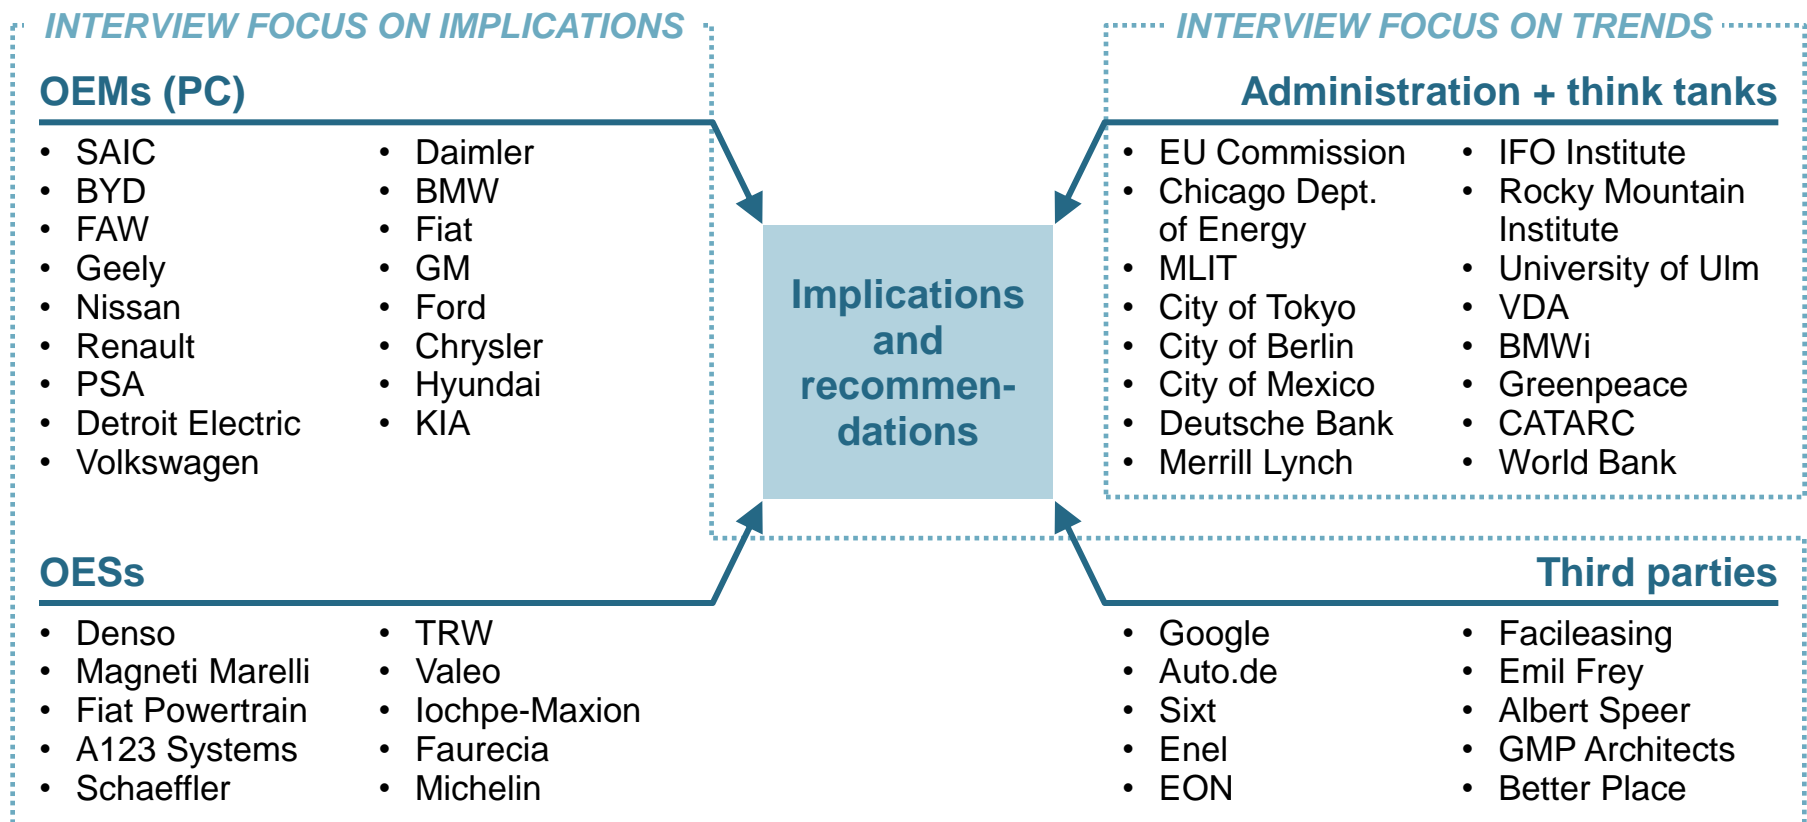 INTERVIEW FOCUS ON IMPLICATIONS
OEMs (PC)
• SAIC
• BYD
• FAW
• Geely
• Nissan
• Renault
• PSA
• Detroit Electric
• Volkswagen
• Daimler
• BMW
• Fiat
• GM
• Ford
• Chrysler
• Hyundai
• KIA
INTERVIEW FOCUS ON TRENDS
Administration + think tanks
• EU Commission
• Chicago Dept.
of Energy
• MLIT
• City of Tokyo
• City of Berlin
• City of Mexico
• Deutsche Bank
• Merrill Lynch
• IFO Institute
• Rocky Mountain
Institute
• University of Ulm
• VDA
• BMWi
• Greenpeace
• CATARC
• World Bank
Implications
and
recommen-
dations
OESs
• Denso
• Magneti Marelli
• Fiat Powertrain
• A123 Systems
• Schaeffler
• TRW
• Valeo
• Iochpe-Maxion
• Faurecia
• Michelin
Third parties
• Google
• Auto.de
• Sixt
• Enel
• EON
• Facileasing
• Emil Frey
• Albert Speer
• GMP Architects
• Better Place